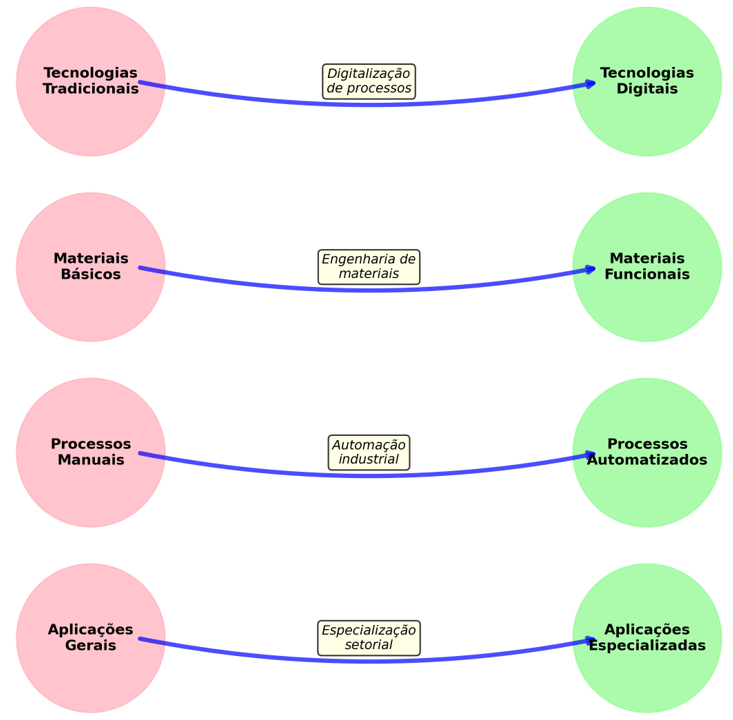 Tecnologias
Tradicionais
Digitalização
de processos
Tecnologias
Digitais
Materiais
Básicos
Engenharia de
materiais
Materiais
Funcionais
Processos
Manuais
Automação
industrial
Processos
Automatizados
Aplicações
Gerais
Especialização
setorial
Aplicações
Especializadas